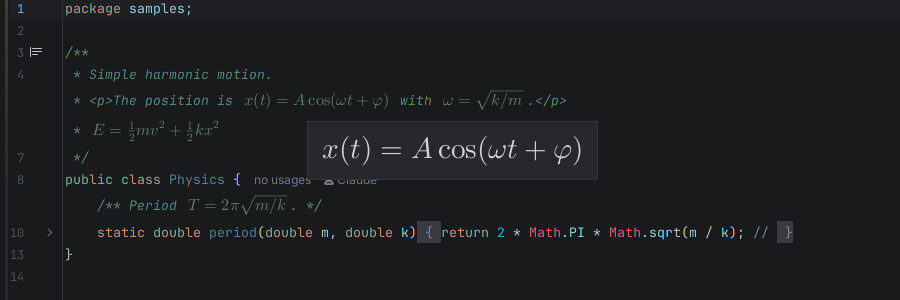 1 package samples;
2
3 /**
4 * Simple harmonic motion.
* <p>The position is x(t) = A cos(ωt + φ) with ω = √k/m .</p>
* E = ½mv² + ½kx²
x(t) = A cos(ωt + φ)
7 */
8 public class Physics { no usages Claude
/** Period T = 2π√m/k . */
10 static double period(double m, double k) { return 2 * Math.PI * Math.sqrt(m / k); // }
13 }
14